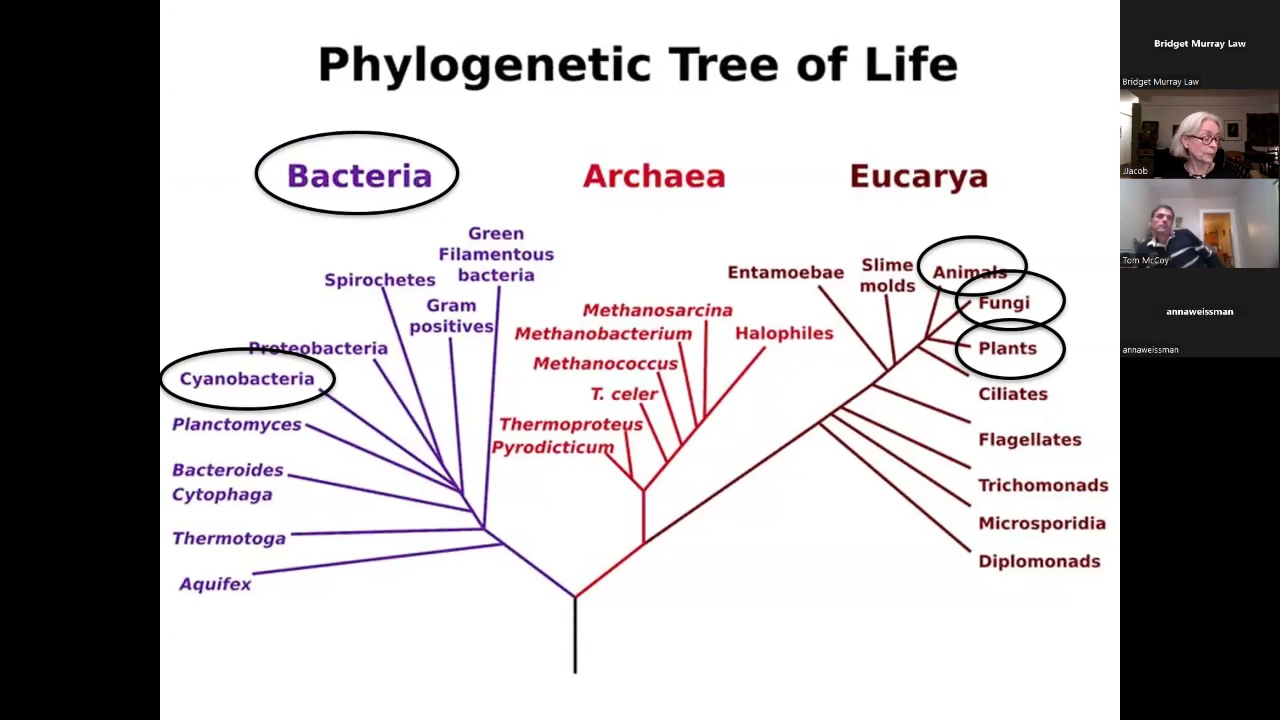 Phylogenetic Tree of Life
Bacteria
Archaea
Eucarya
Green
Filamentous
bacteria
Spirochetes
Gram
positives
Proteobacteria
Cyanobacteria
Planctomyces
Bacteroides
Cytophaga
Thermotoga
Aquifex
Methanosarcina
Methanobacterium
Halophiles
Methanococcus
T. celer
Thermoproteus
Pyrodicticum
Entamoebae
Slime
molds
Animals
Fungi
Plants
Ciliates
Flagellates
Trichomonads
Microsporidia
Diplomonads
Bridget Murray Law
Bridget Murray Law
JJacob
Tom McCoy
annaweissman
annaweissman